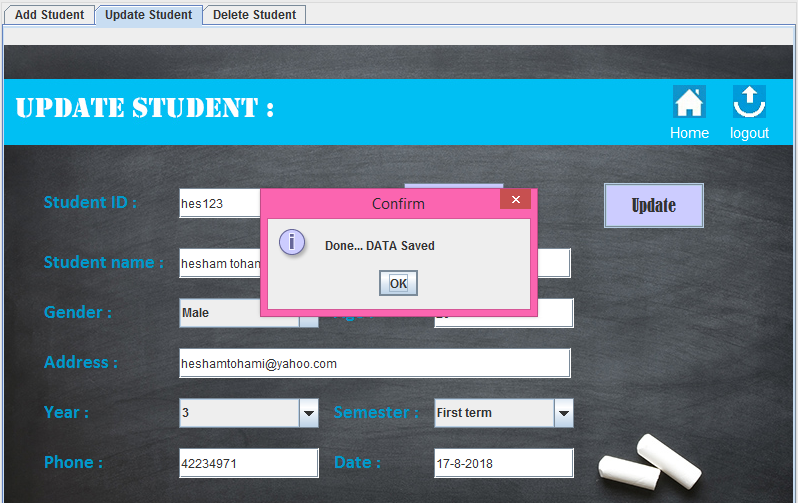 Add Student Update Student Delete Student
UPDATE STUDENT :
Home logout
Student ID : hes123 Update
Confirm
Done... DATA Saved
OK
Student name : hesham
Gender : Male
Address : heshamtohami@yahoo.com
Year : 3 Semester : First term
Phone : 42234971 Date : 17-8-2018